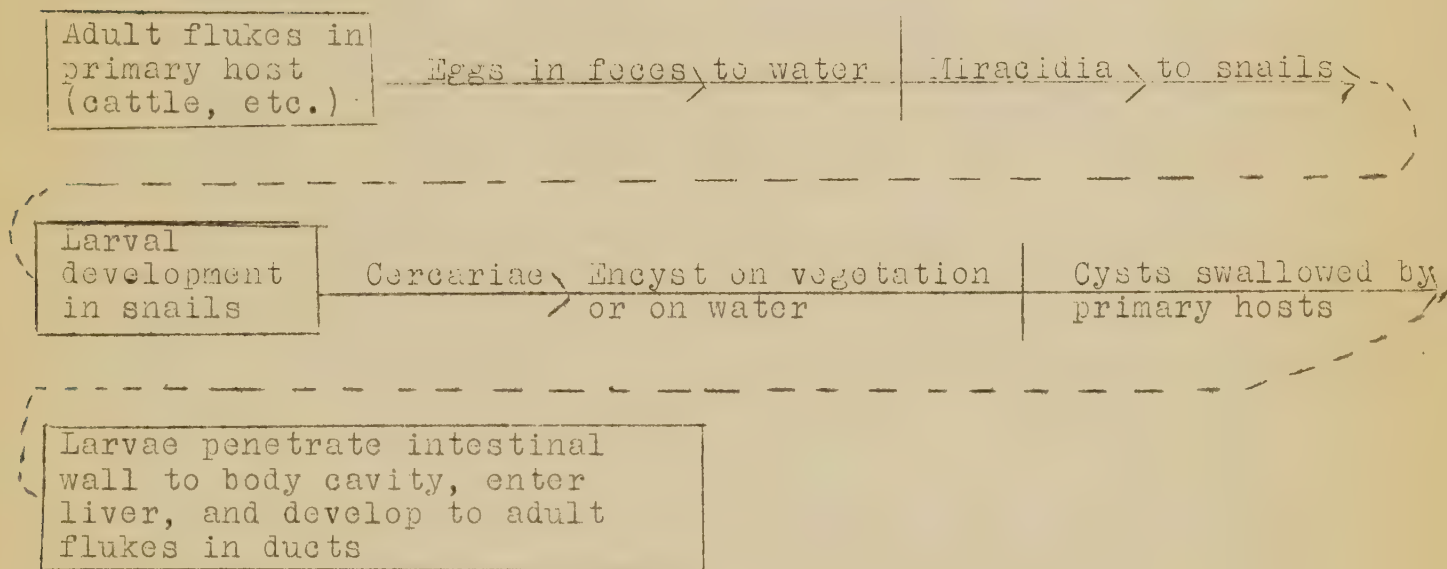 Adult flukes in
primary host
(cattle, etc.)
Eggs in feces to water
Miracidia to snails
Larval
development
in snails
Cercariae
Encyst on vegetation
or on water
Cysts swallowed by
primary hosts
Larvae penetrate intestinal
wall to body cavity, enter
liver, and develop to adult
flukes in ducts